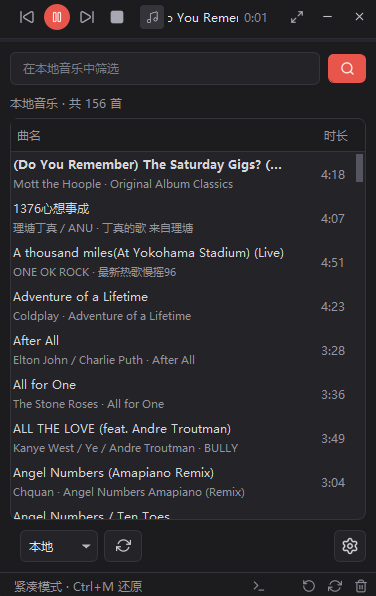 o You Remen 0:01
在本地音乐中筛选
本地音乐 · 共 156 首
曲名 时长
(Do You Remember) The Saturday Gigs? (...
Mott the Hoople · Original Album Classics
4:18
1376心想事成
理塘丁真 / ANU · 丁真的歌 来自理塘
4:07
A thousand miles(At Yokohama Stadium) (Live)
ONE OK ROCK · 最新热歌慢摇96
4:51
Adventure of a Lifetime
Coldplay · Adventure of a Lifetime
4:23
After All
Elton John / Charlie Puth · After All
3:28
All for One
The Stone Roses · All for One
3:36
ALL THE LOVE (feat. Andre Troutman)
Kanye West / Ye / Andre Troutman · BULLY
3:49
Angel Numbers (Amapiano Remix)
Chquan · Angel Numbers Amapiano (Remix)
3:04
Angel Numbers / Ten Toes
本地
紧凑模式 · Ctrl+M 还原